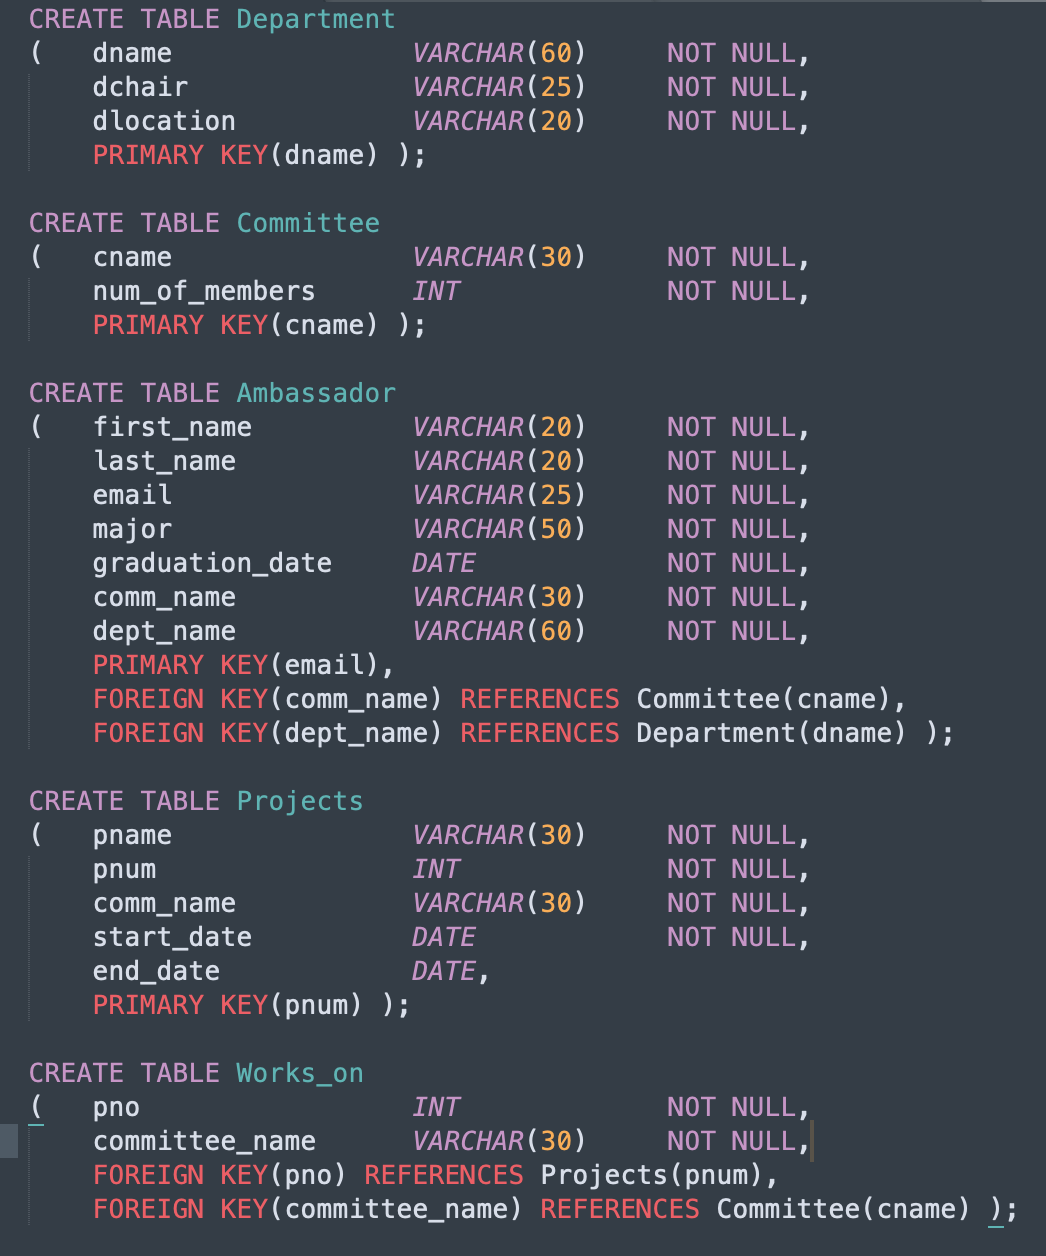 CREATE TABLE Department
(   dname               VARCHAR(60)     NOT NULL,
    dchair              VARCHAR(25)     NOT NULL,
    dlocation           VARCHAR(20)     NOT NULL,
    PRIMARY KEY(dname) );

CREATE TABLE Committee
(   cname               VARCHAR(30)     NOT NULL,
    num_of_members      INT             NOT NULL,
    PRIMARY KEY(cname) );

CREATE TABLE Ambassador
(   first_name          VARCHAR(20)     NOT NULL,
    last_name           VARCHAR(20)     NOT NULL,
    email               VARCHAR(25)     NOT NULL,
    major               VARCHAR(50)     NOT NULL,
    graduation_date     DATE            NOT NULL,
    comm_name           VARCHAR(30)     NOT NULL,
    dept_name           VARCHAR(60)     NOT NULL,
    PRIMARY KEY(email),
    FOREIGN KEY(comm_name) REFERENCES Committee(cname),
    FOREIGN KEY(dept_name) REFERENCES Department(dname) );

CREATE TABLE Projects
(   pname               VARCHAR(30)     NOT NULL,
    pnum                INT             NOT NULL,
    comm_name           VARCHAR(30)     NOT NULL,
    start_date          DATE            NOT NULL,
    end_date            DATE,
    PRIMARY KEY(pnum) );

CREATE TABLE Works_on
(   pno                 INT             NOT NULL,
    committee_name      VARCHAR(30)     NOT NULL,
    FOREIGN KEY(pno) REFERENCES Projects(pnum),
    FOREIGN KEY(committee_name) REFERENCES Committee(cname) );